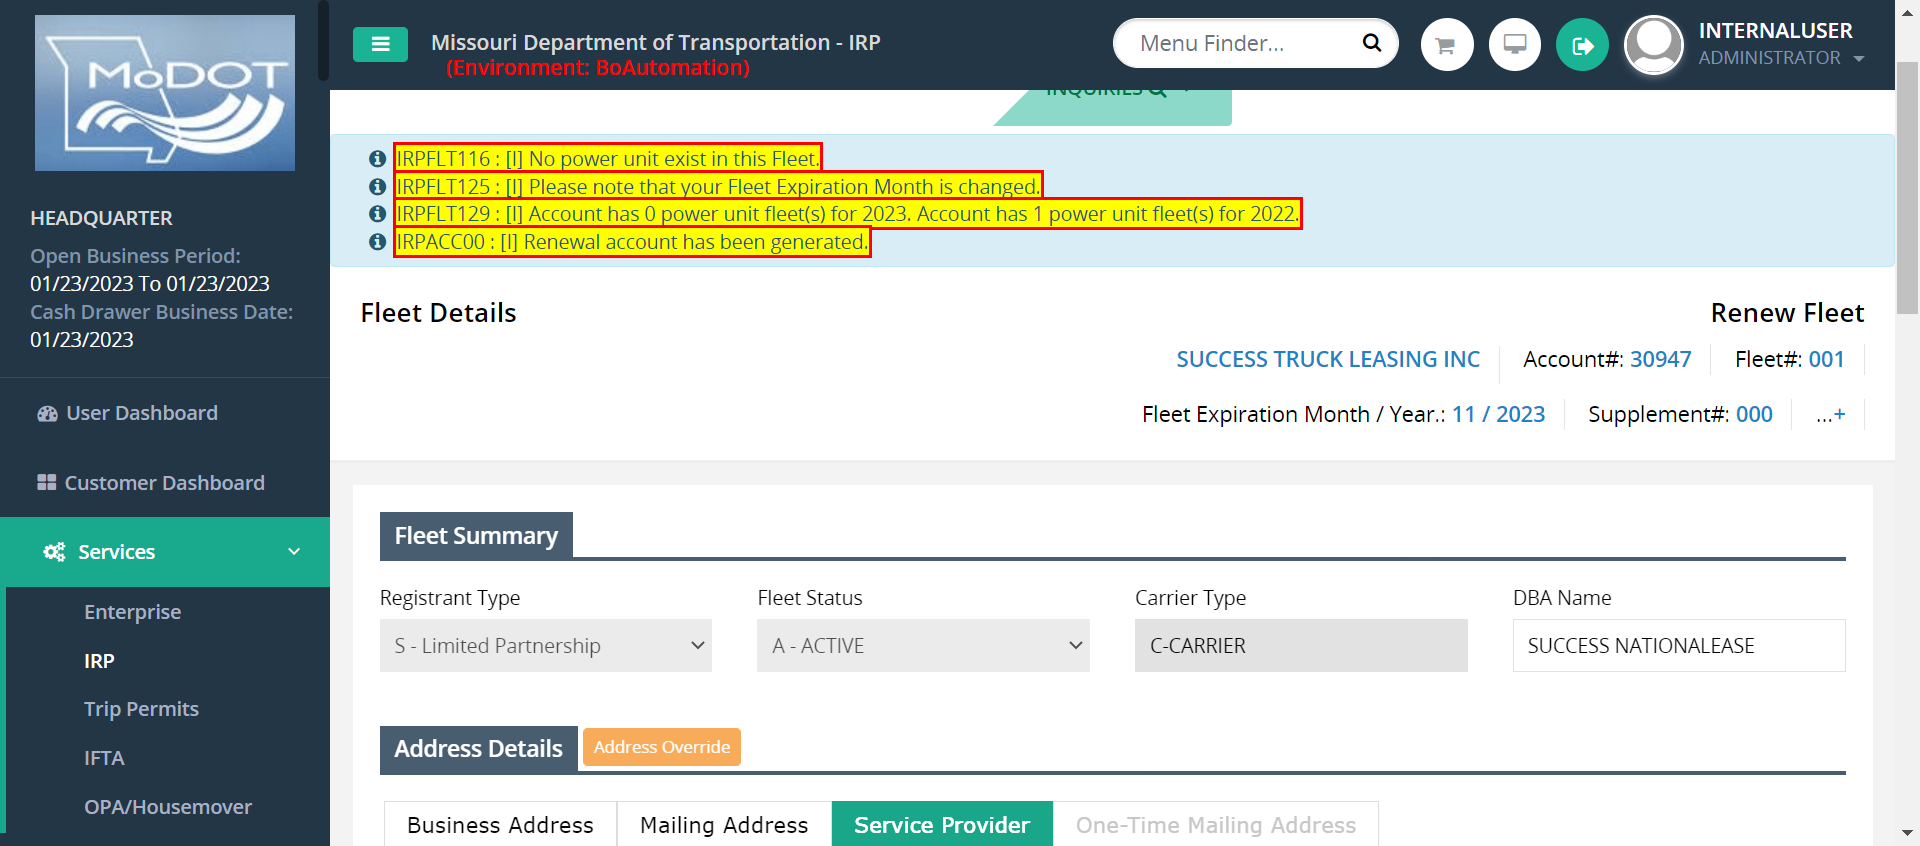 MODOT
HEADQUARTER
Open Business Period:
01/23/2023 To 01/23/2023
Cash Drawer Business Date:
01/23/2023
User Dashboard
Customer Dashboard
Services
Enterprise
IRP
Trip Permits
IFTA
OPA/Housemover
Missouri Department of Transportation - IRP
(Environment: BoAutomation)
Menu Finder...
INTERNALUSER
ADMINISTRATOR
INQUIRIES
IRPFLT116 : [I] No power unit exist in this Fleet.
IRPFLT125 : [I] Please note that your Fleet Expiration Month is changed.
IRPFLT129 : [I] Account has 0 power unit fleet(s) for 2023. Account has 1 power unit fleet(s) for 2022.
IRPACC00 : [I] Renewal account has been generated.
Fleet Details
Renew Fleet
SUCCESS TRUCK LEASING INC Account#: 30947 Fleet#: 001
Fleet Expiration Month / Year.: 11 / 2023 Supplement#: 000 ...+
Fleet Summary
Registrant Type Fleet Status Carrier Type DBA Name
S - Limited Partnership A - ACTIVE C-CARRIER SUCCESS NATIONALEASE
Address Details Address Override
Business Address Mailing Address Service Provider One-Time Mailing Address